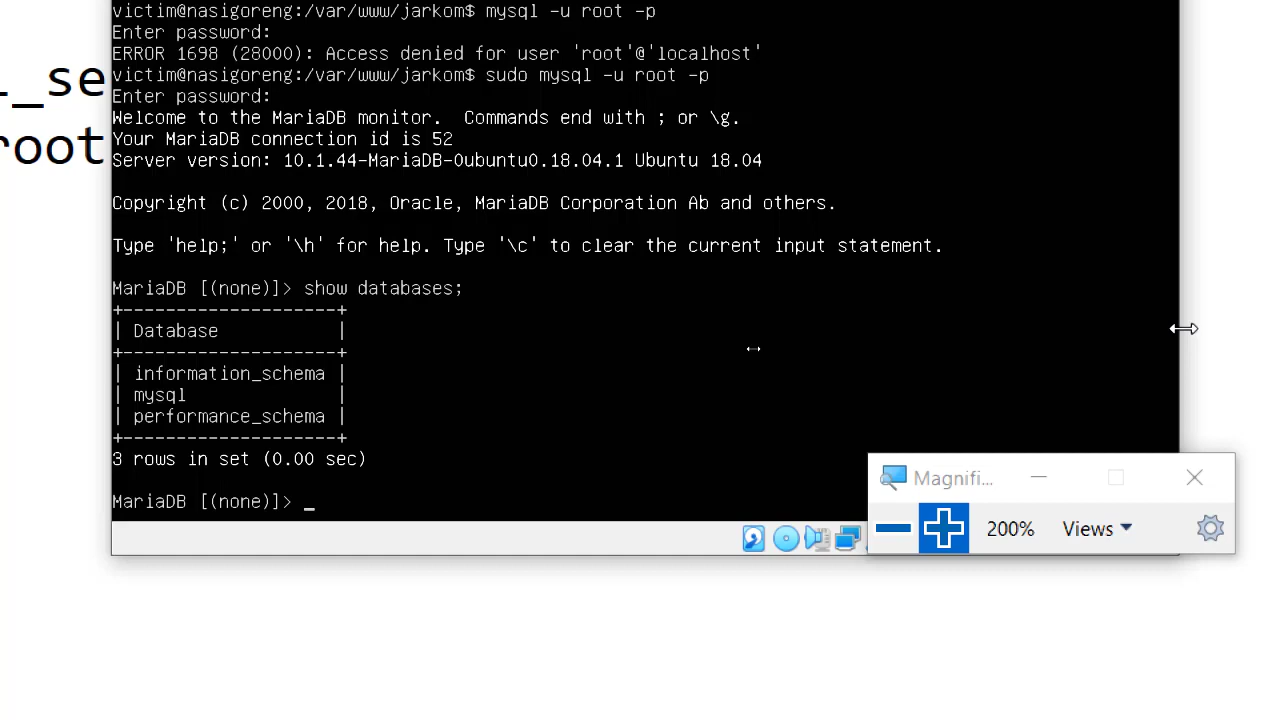 victim@nasigoreng:/var/www/jarkom$ mysql -u root -p
Enter password:
ERROR 1698 (28000): Access denied for user 'root'@'localhost'
victim@nasigoreng:/var/www/jarkom$ sudo mysql -u root -p
Enter password:
Welcome to the MariaDB monitor.  Commands end with ; or \g.
Your MariaDB connection id is 52
Server version: 10.1.44-MariaDB-0ubuntu0.18.04.1 Ubuntu 18.04
Copyright (c) 2000, 2018, Oracle, MariaDB Corporation Ab and others.
Type 'help;' or '\h' for help. Type '\c' to clear the current input statement.
MariaDB [(none)]> show databases;
+--------------------+
| Database           |
+--------------------+
| information_schema |
| mysql              |
| performance_schema |
+--------------------+
3 rows in set (0.00 sec)
MariaDB [(none)]> _
_se
root
Magnifi...
200%
Views